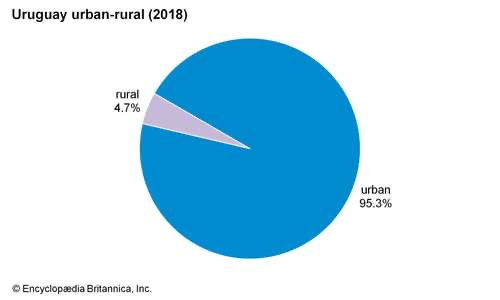 Uruguay urban-rural (2018)
rural
4.7%
urban
95.3%
© Encyclopædia Britannica, Inc.